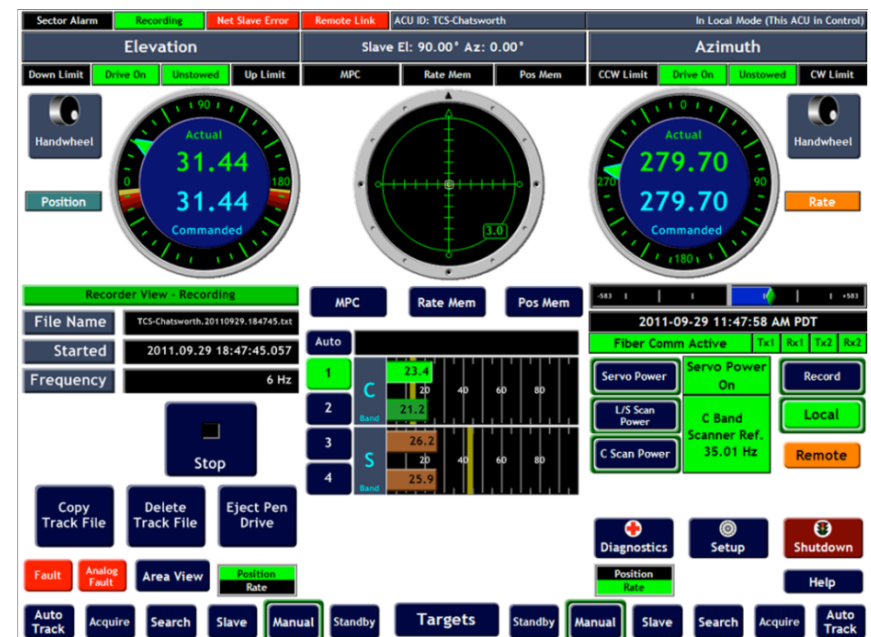 Sector Alarm Recording Net Slave Error Remote Link ACU ID: TCS-Chatsworth In Local Mode (This ACU in Control)
Elevation Slave El: 90.00° Az: 0.00° Azimuth
Down Limit Drive On Unstowed Up Limit MPC Rate Mem Pos Mem CCW Limit Drive On Unstowed CW Limit
Handwheel
Position
90
0
180
Actual
31.44
31.44
Commanded
3.0
0
270
90
180
Actual
279.70
279.70
Commanded
Handwheel
Rate
Recorder View - Recording
File Name TCS-Chatsworth.20110929.184745.txt
Started 2011.09.29 18:47:45.057
Frequency 6 Hz
Stop
Copy Track File
Delete Track File
Eject Pen Drive
Fault
Analog Fault
Area View
Position
Rate
MPC Rate Mem Pos Mem
Auto
1
2
C
Band
23.4
20 40 60 80
21.2
3
4
S
Band
26.2
20 40 60 80
25.9
-583 +583
2011-09-29 11:47:58 AM PDT
Fiber Comm Active Tx1 Rx1 Tx2 Rx2
Servo Power
Servo Power On
Record
L/S Scan Power
C Band Scanner Ref. 35.01 Hz
Local
C Scan Power
Remote
Diagnostics Setup Shutdown
Position
Rate
Help
Auto Track Acquire Search Slave Manual Standby Targets Standby Manual Slave Search Acquire Auto Track